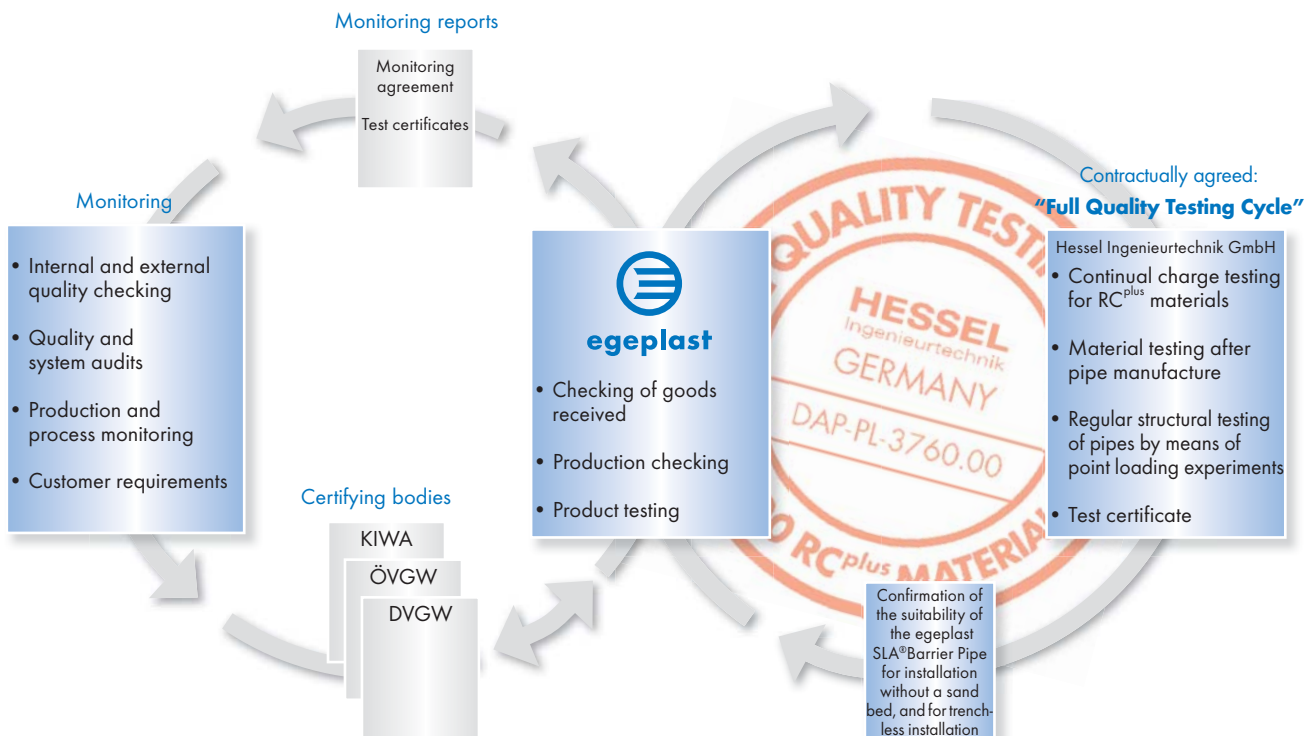 Monitoring reports
Monitoring
agreement
Test certificates
Monitoring
• Internal and external
quality checking
• Quality and
system audits
• Production and
process monitoring
• Customer requirements
Certifying bodies
KIWA
ÖVGW
DVGW
egeplast
• Checking of goods
received
• Production checking
• Product testing
QUALITY TESTI
HESSEL
Ingenieurtechnik
GERMANY
DAP-PL-3760.00
RCplus MATERIA
Contractually agreed:
"Full Quality Testing Cycle"
Hessel Ingenieurtechnik GmbH
• Continual charge testing
for RCplus materials
• Material testing after
pipe manufacture
• Regular structural testing
of pipes by means of
point loading experiments
• Test certificate
Confirmation of
the suitability of
the egeplast
SLA®Barrier Pipe
for installation
without a sand
bed, and for trench-
less installation